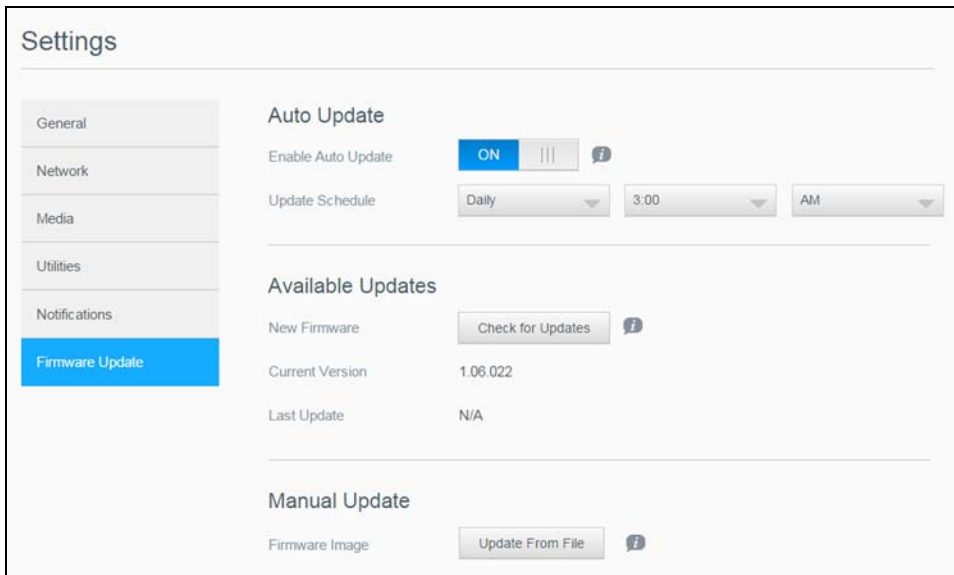 Settings
General
Network
Media
Utilities
Notifications
Firmware Update
Auto Update
Enable Auto Update ON
Update Schedule Daily 3:00 AM
Available Updates
New Firmware Check for Updates
Current Version 1.06.022
Last Update N/A
Manual Update
Firmware Image Update From File